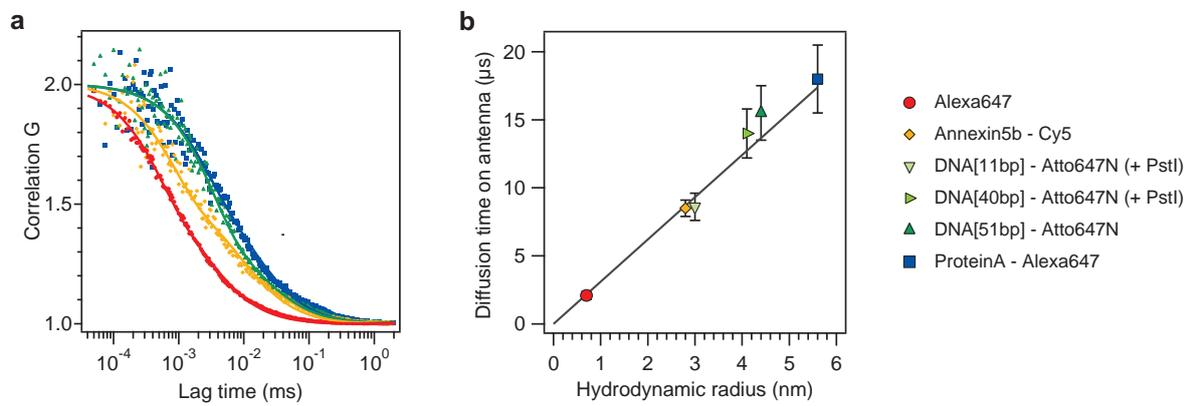 a
Correlation G
2.0
1.5
1.0
10-4
10-3
10-2
10-1
100
Lag time (ms)
b
Diffusion time on antenna (µs)
20
15
10
5
0
0 1 2 3 4 5 6
Hydrodynamic radius (nm)
Alexa647
Annexin5b - Cy5
DNA[11bp] - Atto647N (+ PstI)
DNA[40bp] - Atto647N (+ PstI)
DNA[51bp] - Atto647N
ProteinA - Alexa647